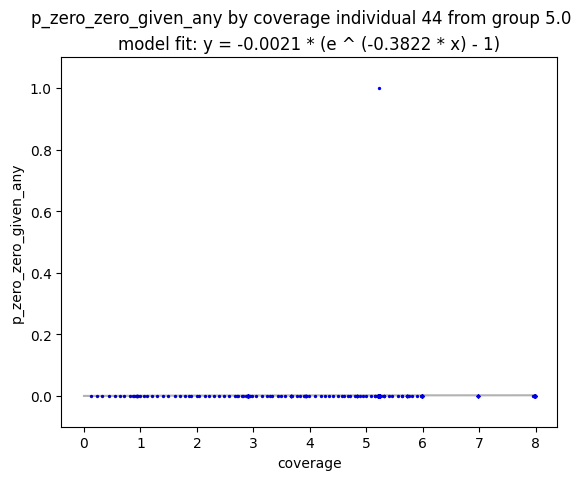 p_zero_zero_given_any by coverage individual 44 from group 5.0
model fit: y = -0.0021 * (e ^ (-0.3822 * x) - 1)
1.0
0.8
0.6
0.4
0.2
0.0
p_zero_zero_given_any
0 1 2 3 4 5 6 7 8
coverage